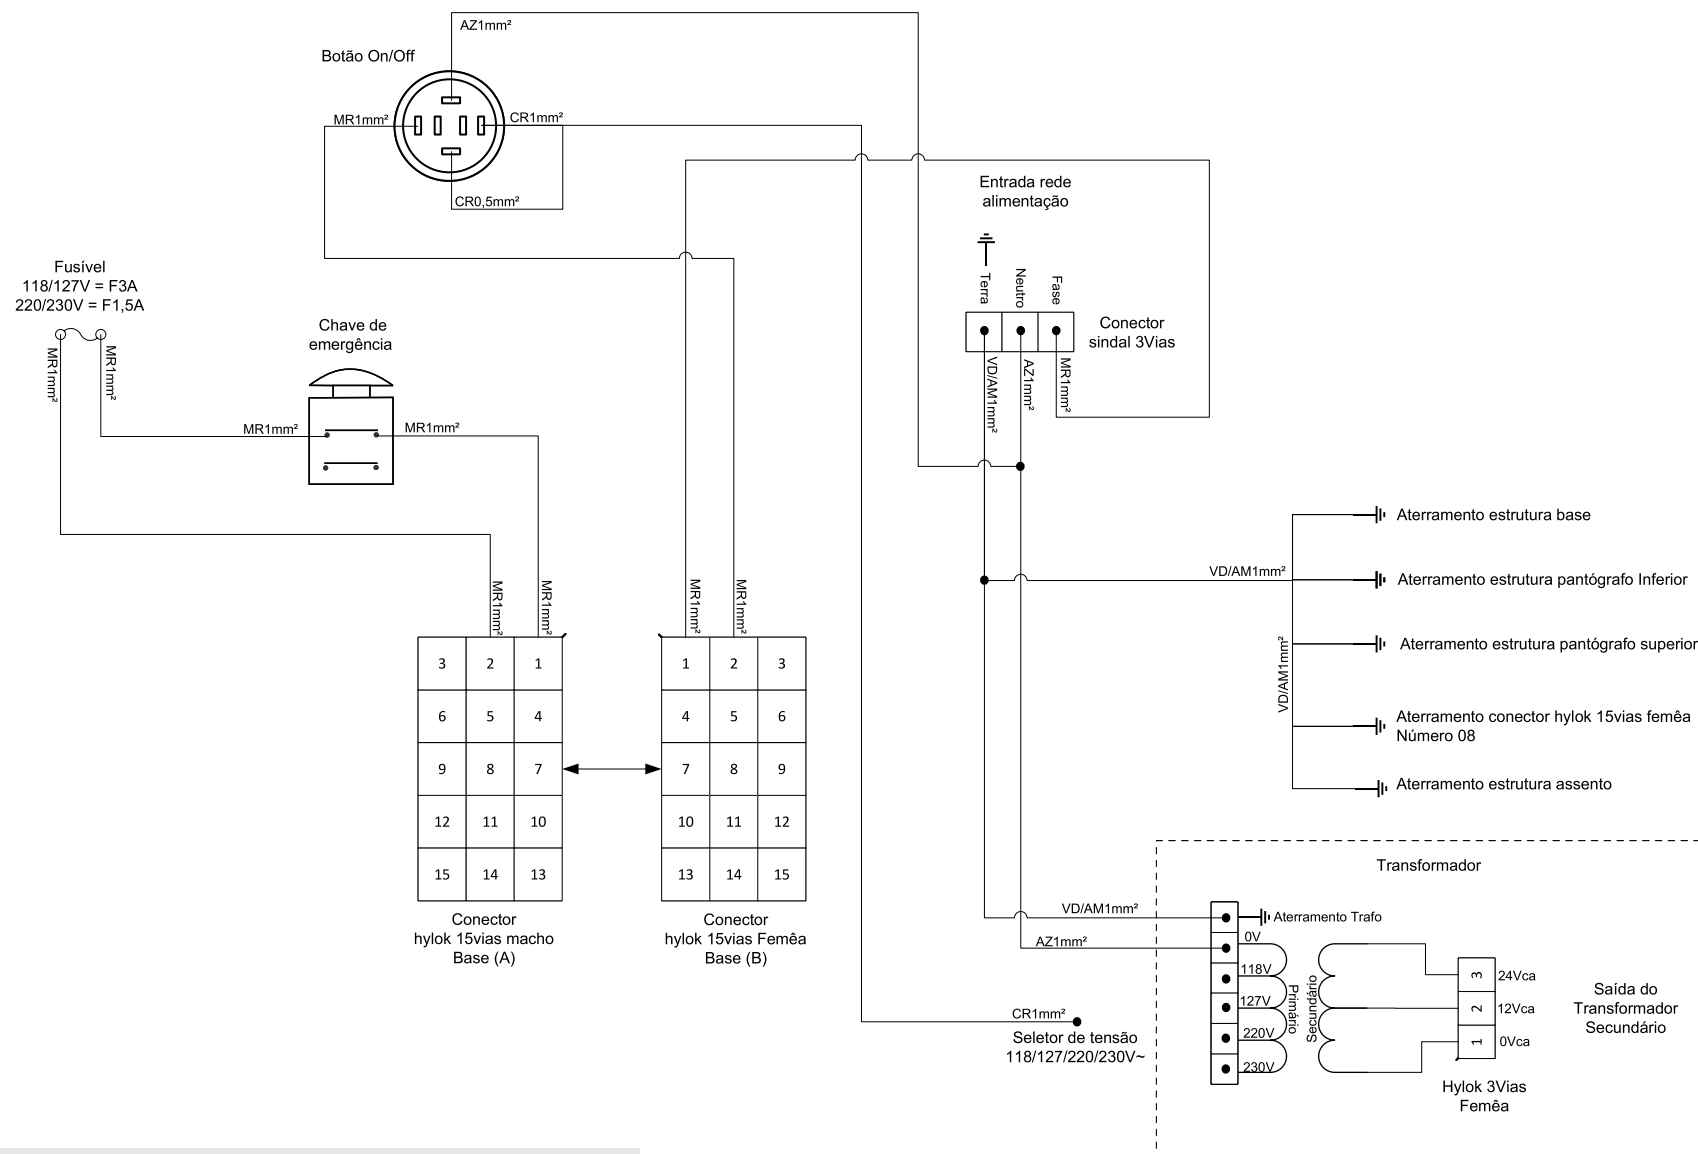 AZ1mm²
Botão On/Off
MR1mm²
CR1mm²
CR0,5mm²
Entrada rede
alimentação
Terra
Neutro
Fase
Conector
sindal 3Vias
VD/AM1mm²
AZ1mm²
MR1mm²
Fusível
118/127V = F3A
220/230V = F1,5A
MR1mm²
MR1mm²
Chave de
emergência
MR1mm²
MR1mm²
MR1mm²
MR1mm²
MR1mm²
MR1mm²
3 2 1
6 5 4
9 8 7
12 11 10
15 14 13
Conector
hylok 15vias macho
Base (A)
1 2 3
4 5 6
7 8 9
10 11 12
13 14 15
Conector
hylok 15vias Femêa
Base (B)
VD/AM1mm²
VD/AM1mm²
Aterramento estrutura base
Aterramento estrutura pantógrafo Inferior
Aterramento estrutura pantógrafo superior
Aterramento conector hylok 15vias femêa
Número 08
Aterramento estrutura assento
Transformador
VD/AM1mm²
Aterramento Trafo
AZ1mm²
0V
118V
127V
220V
230V
Primário
Secundário
3
2
1
24Vca
12Vca
0Vca
Saída do
Transformador
Secundário
Hylok 3Vias
Femêa
CR1mm²
Seletor de tensão
118/127/220/230V~